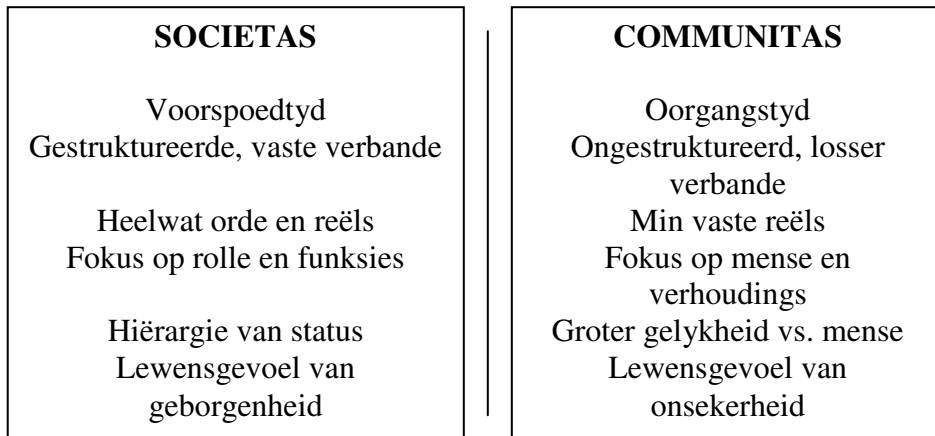 SOCIETAS
Voorspoedtyd
Gestruktureerde, vaste verbande
Heelwat orde en reëls
Fokus op rolle en funksies
Hiërargie van status
Lewensgevoel van
geborgenheid
COMMUNITAS
Oorgangstyd
Ongestruktureerd, losser
verbande
Min vaste reëls
Fokus op mense en
verhoudings
Groter gelykheid vs. mense
Lewensgevoel van
onsekerheid